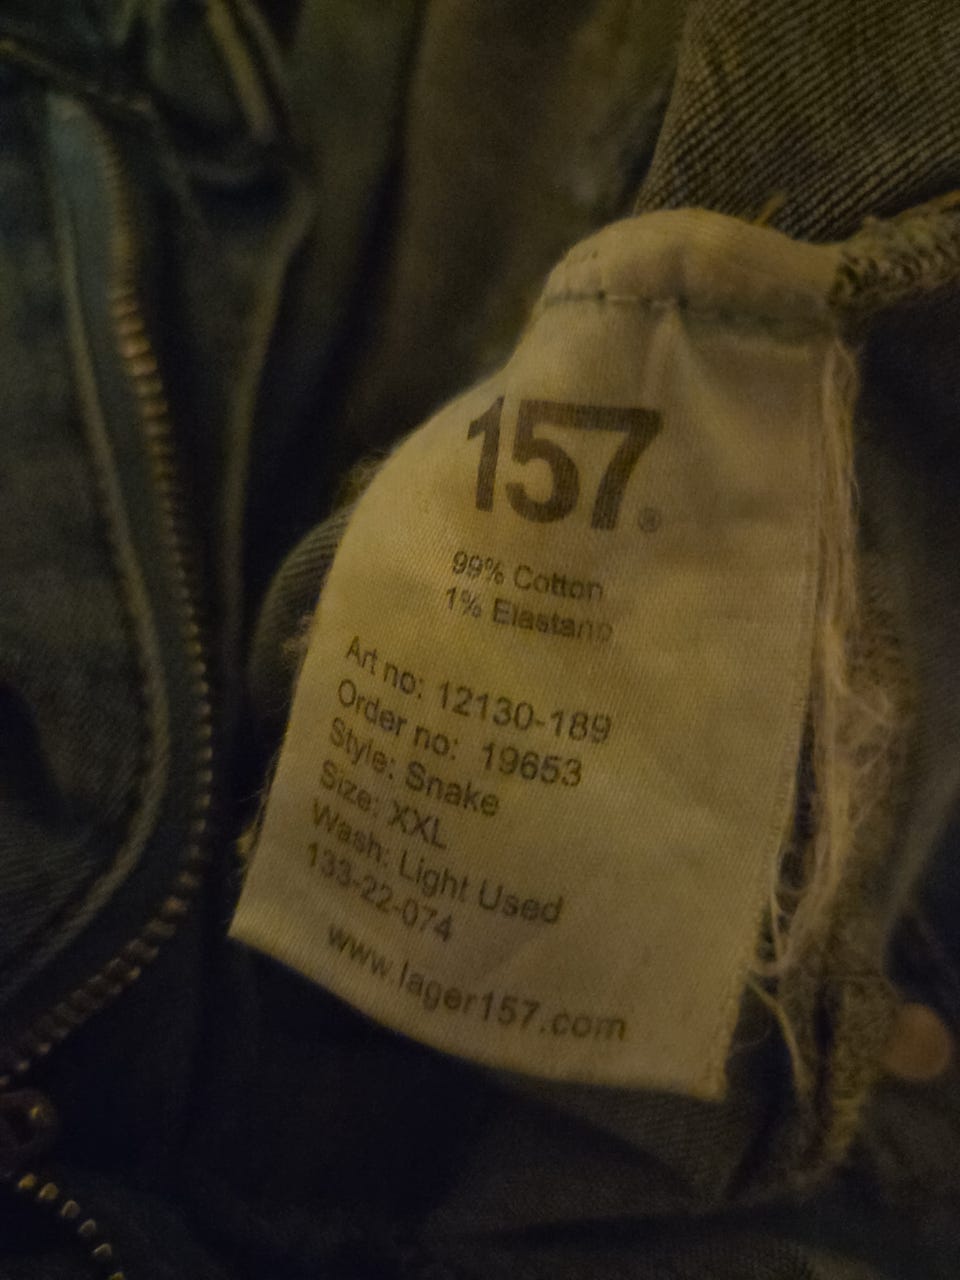 157®
99% Cotton
1% Elastano
Art no: 12130-189
Order no: 19653
Style: Snake
Size: XXL
Wash: Light Used
133-22-074
www.lager157.com